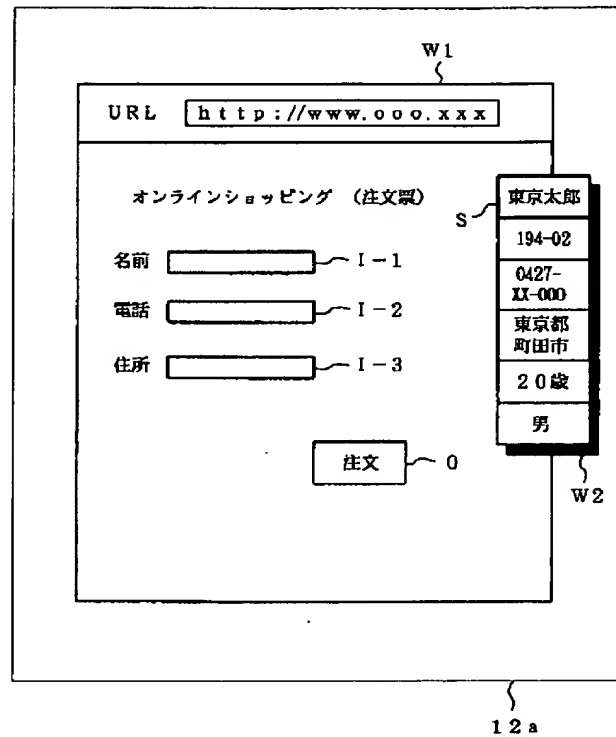 W1
URL http://www.ooo.xxx
オンラインショッピング (注文票)
名前 I-1
電話 I-2
住所 I-3
注文 O
S
東京太郎
194-02
0427-
XX-000
東京都
町田市
20歳
男
W2
12a